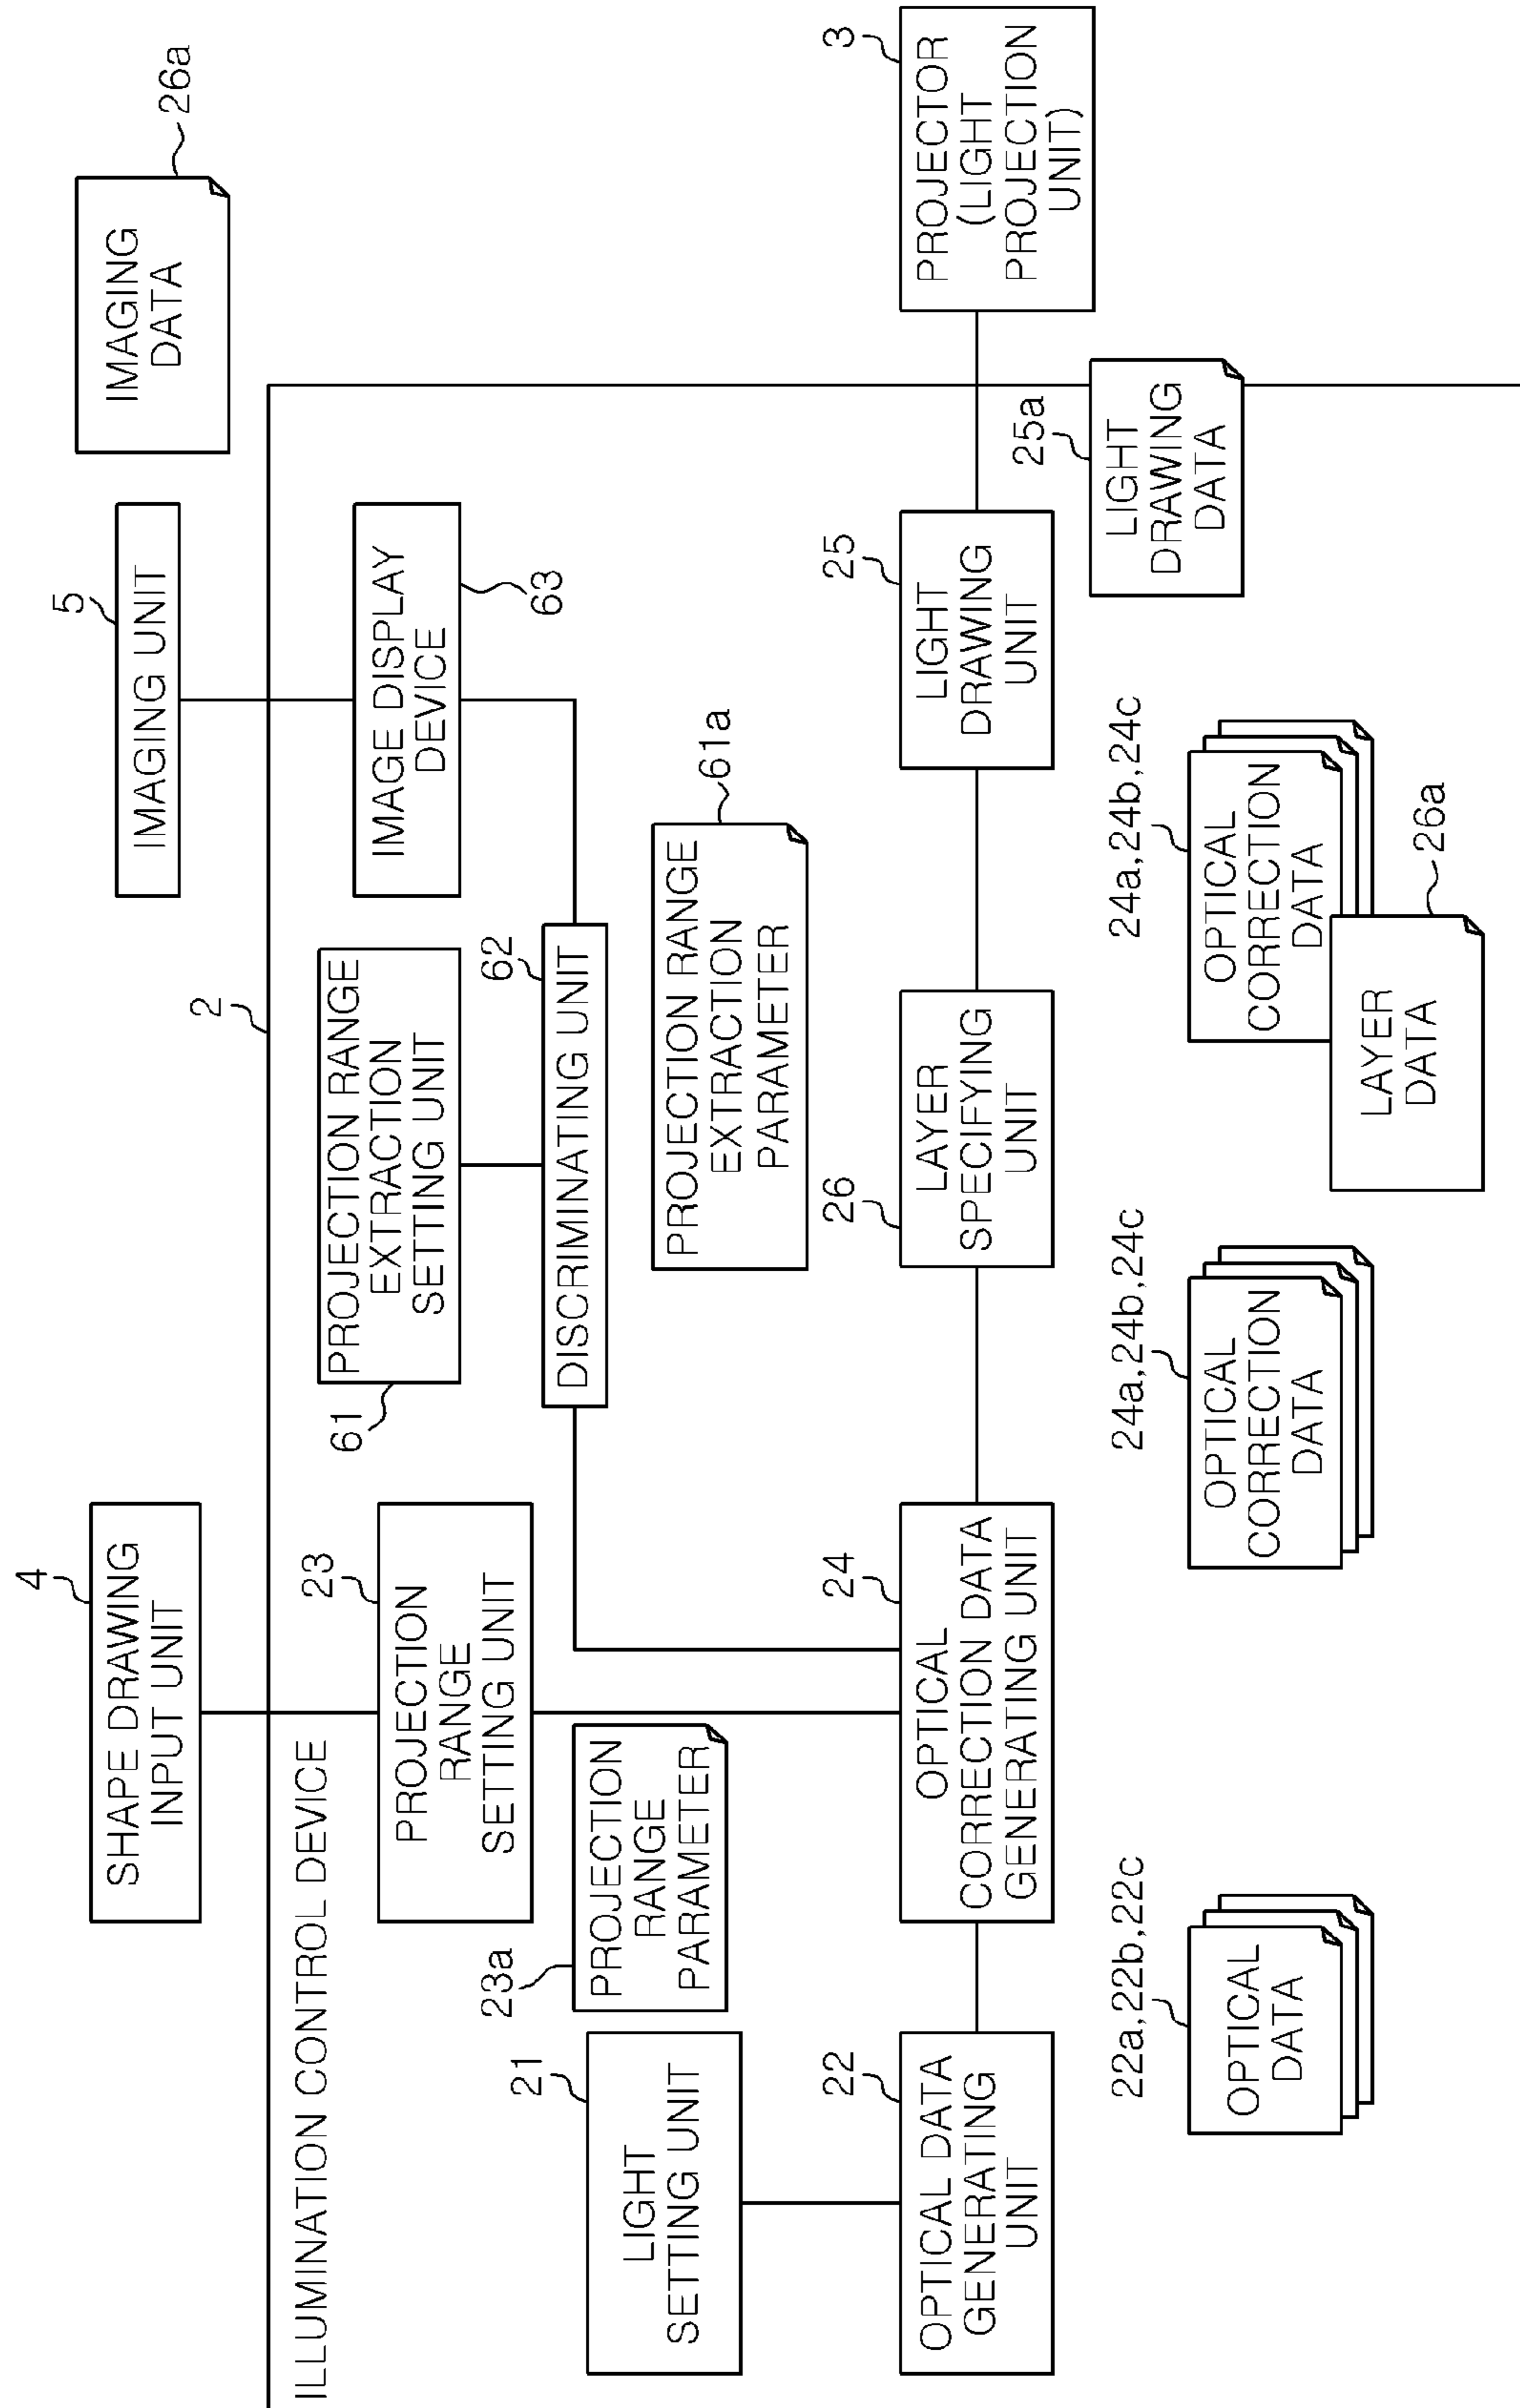 4
SHAPE DRAWING
INPUT UNIT
5
IMAGING UNIT
IMAGING
DATA
26a
2
ILLUMINATION CONTROL DEVICE
23
PROJECTION
RANGE
SETTING UNIT
61
PROJECTION RANGE
EXTRACTION
SETTING UNIT
IMAGE DISPLAY
DEVICE
63
62
DISCRIMINATING UNIT
23a
PROJECTION
RANGE
PARAMETER
21
LIGHT
SETTING UNIT
PROJECTION RANGE
EXTRACTION
PARAMETER
61a
22
OPTICAL DATA
GENERATING
UNIT
24
OPTICAL
CORRECTION DATA
GENERATING UNIT
26
LAYER
SPECIFYING
UNIT
25
LIGHT
DRAWING
UNIT
3
PROJECTOR
(LIGHT
PROJECTION
UNIT)
25a
LIGHT
DRAWING
DATA
22a,22b,22c
OPTICAL
DATA
24a,24b,24c
OPTICAL
CORRECTION
DATA
24a,24b,24c
OPTICAL
CORRECTION
DATA
LAYER
DATA
26a